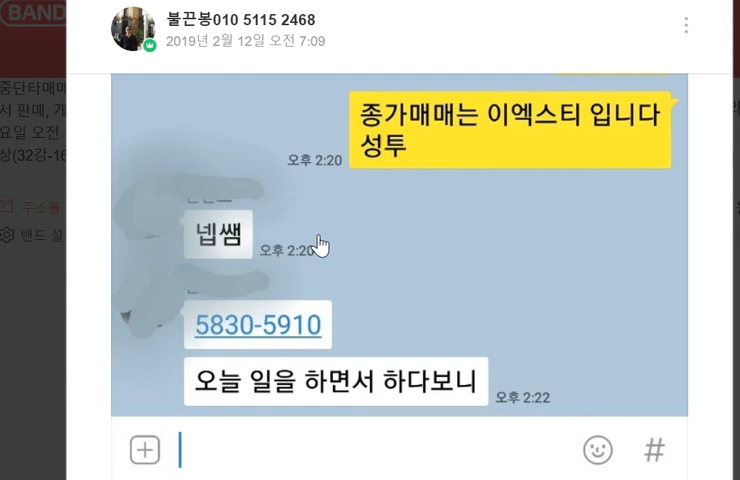 BAND
불끈봉010 5115 2468
2019년 2월 12일 오전 7:09
중단타매매
서 판매, 개
요일 오전
상(32강-16
주소를
밴드 설
종가매매는 이엑스티 입니다
성투
오후 2:20
넵쌤
오후 2:20
5830-5910
오늘 일을 하면서 하다보니
오후 2:22
#